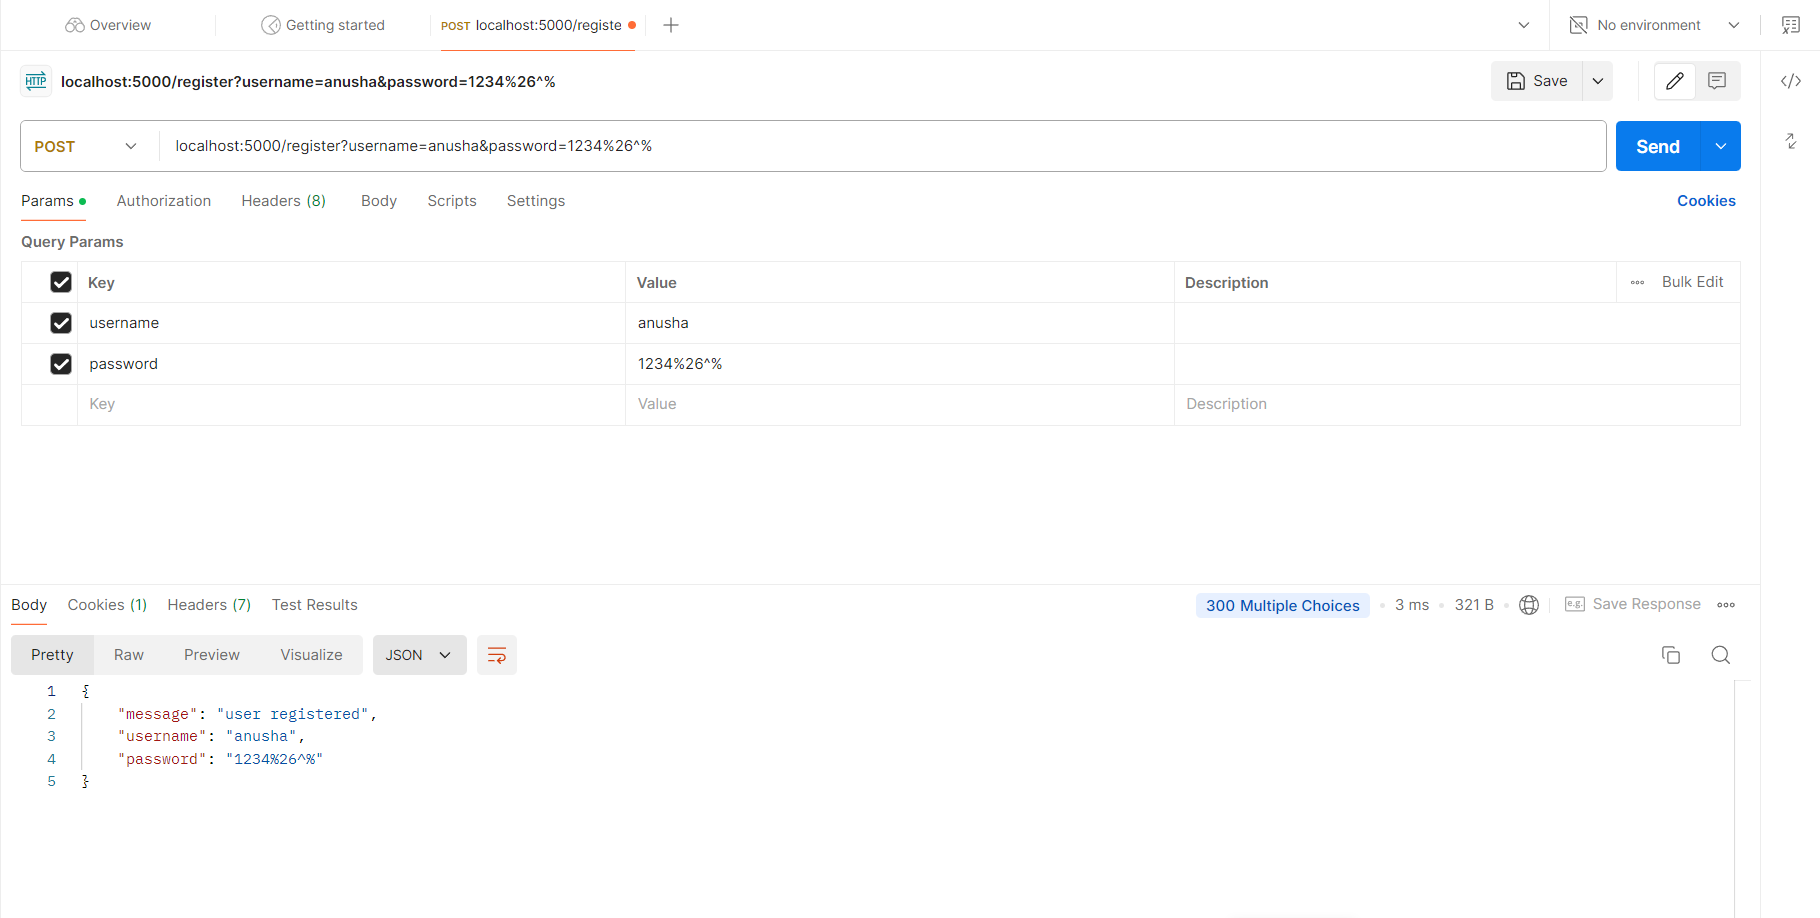 Overview
Getting started
POST localhost:5000/registe
No environment
HTTP
localhost:5000/register?username=anusha&password=1234%26^%
Save
POST
localhost:5000/register?username=anusha&password=1234%26^%
Send
Params
Authorization
Headers (8)
Body
Scripts
Settings
Cookies
Query Params
Key
Value
Description
Bulk Edit
username
anusha
password
1234%26^%
Key
Value
Description
Body
Cookies (1)
Headers (7)
Test Results
300 Multiple Choices
3 ms
321 B
e.g.
Save Response
Pretty
Raw
Preview
Visualize
JSON
1 {
2 "message": "user registered",
3 "username": "anusha",
4 "password": "1234%26^%"
5 }